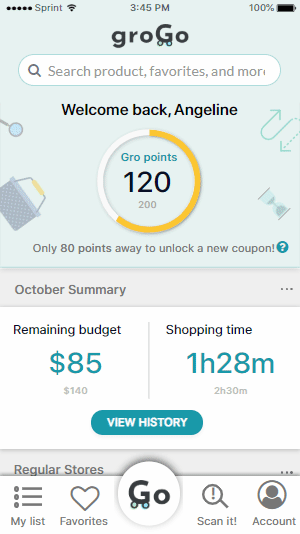 Sprint 3:45 PM 100%
groGo
Search product, favorites, and more
Welcome back, Angeline
Gro points
120
200
Only 80 points away to unlock a new coupon! ?
October Summary ...
Remaining budget Shopping time
$85 1h28m
$140 2h30m
VIEW HISTORY
Regular Stores ...
Go
My list Favorites Scan it! Account